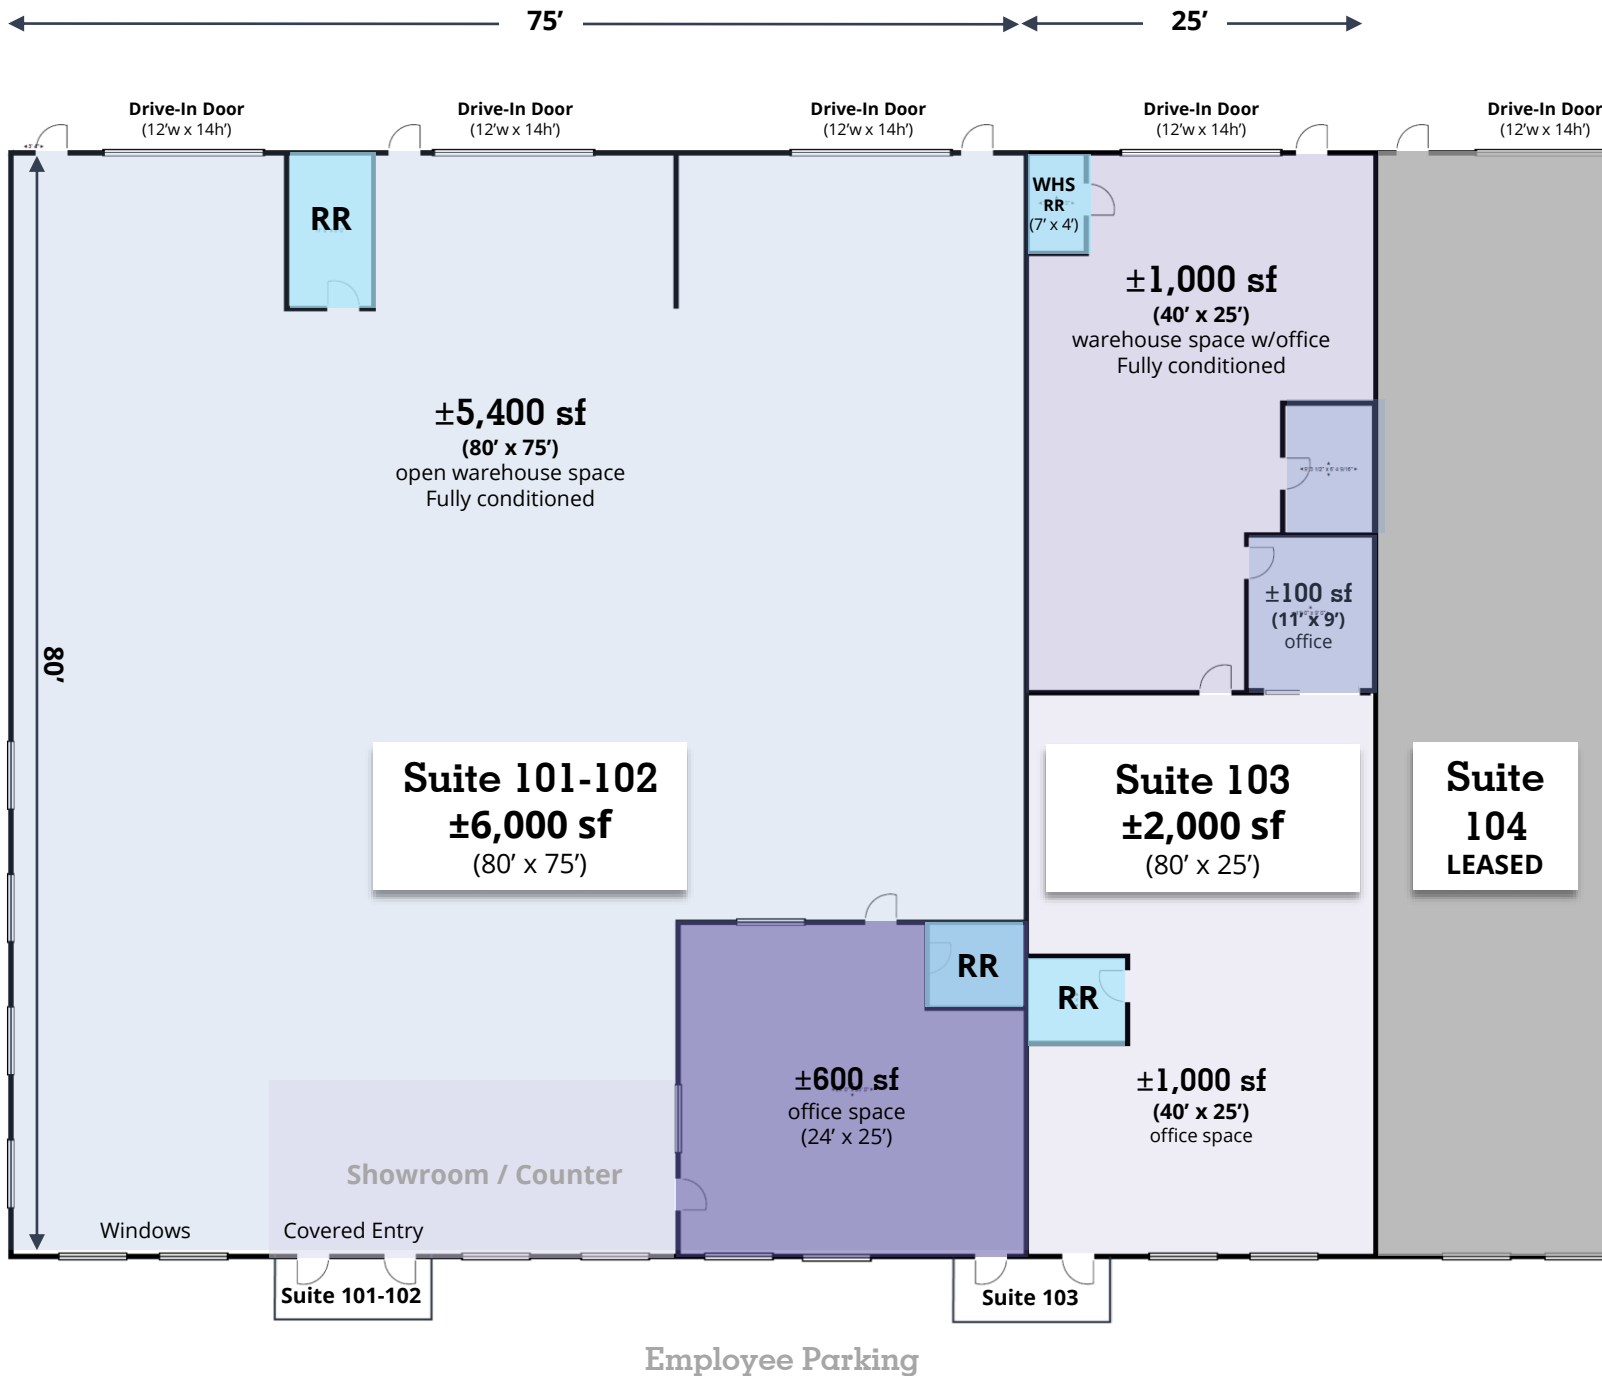 75’
25’
Drive-In Door
(12’w x 14h’)
Drive-In Door
(12’w x 14h’)
Drive-In Door
(12’w x 14h’)
Drive-In Door
(12’w x 14h’)
Drive-In Door
(12’w x 14h’)
RR
WHS
RR
(7’ x 4’)
±1,000 sf
(40’ x 25’)
warehouse space w/office
Fully conditioned
±5,400 sf
(80’ x 75’)
open warehouse space
Fully conditioned
±100 sf
(11’ x 9’)
office
80’
Suite 101-102
±6,000 sf
(80’ x 75’)
Suite 103
±2,000 sf
(80’ x 25’)
Suite
104
LEASED
RR
RR
±600 sf
office space
(24’ x 25’)
±1,000 sf
(40’ x 25’)
office space
Showroom / Counter
Windows
Covered Entry
Suite 101-102
Suite 103
Employee Parking